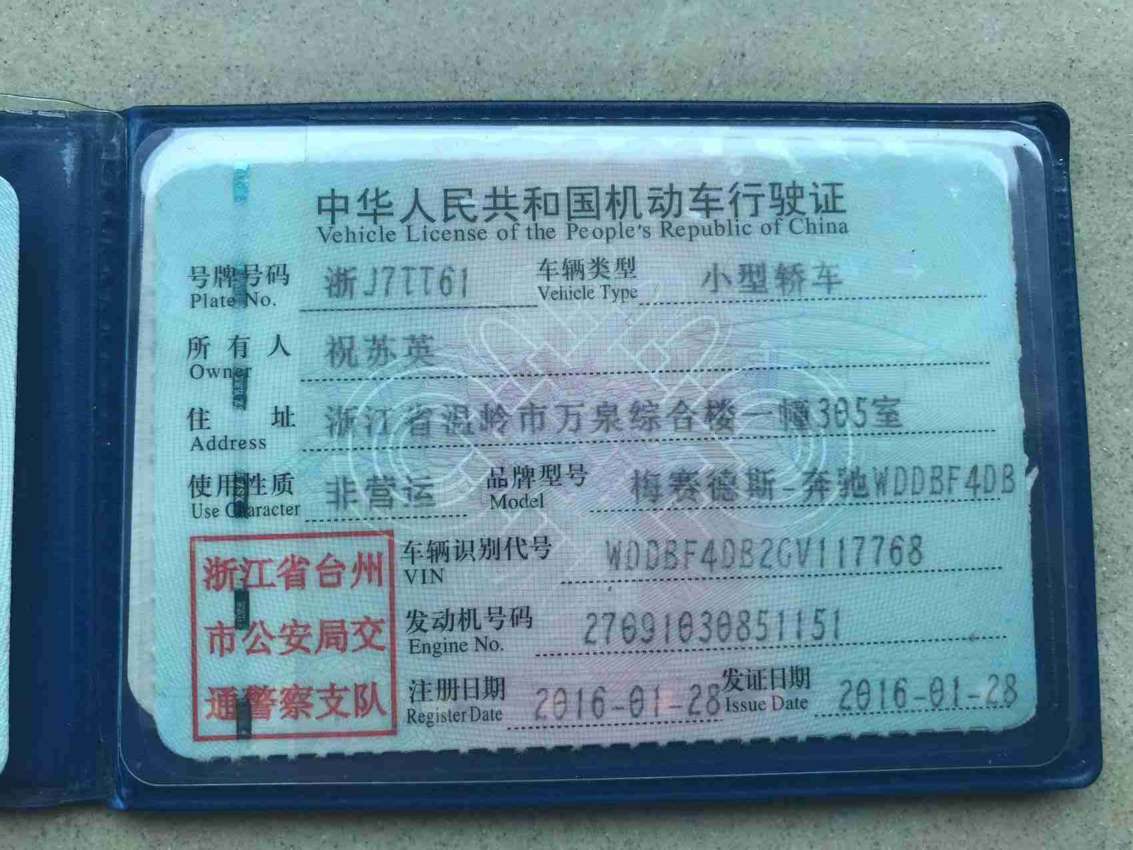 中华人民共和国机动车行驶证
Vehicle License of the People's Republic of China
号牌号码 浙J7TT61 车辆类型 小型轿车
Plate No. Vehicle Type
所有人 祝苏英
Owner
住址 浙江省温岭市万泉综合楼一幢305室
Address
使用性质 非营运 品牌型号 梅赛德斯-奔驰WDDBF4DB
Use Character Model
浙江省台州
市公安局交
通警察支队
车辆识别代号 WDDBF4DB2GV117768
VIN
发动机号码 27091030851151
Engine No.
注册日期 2016-01-28 发证日期 2016-01-28
Register Date Issue Date